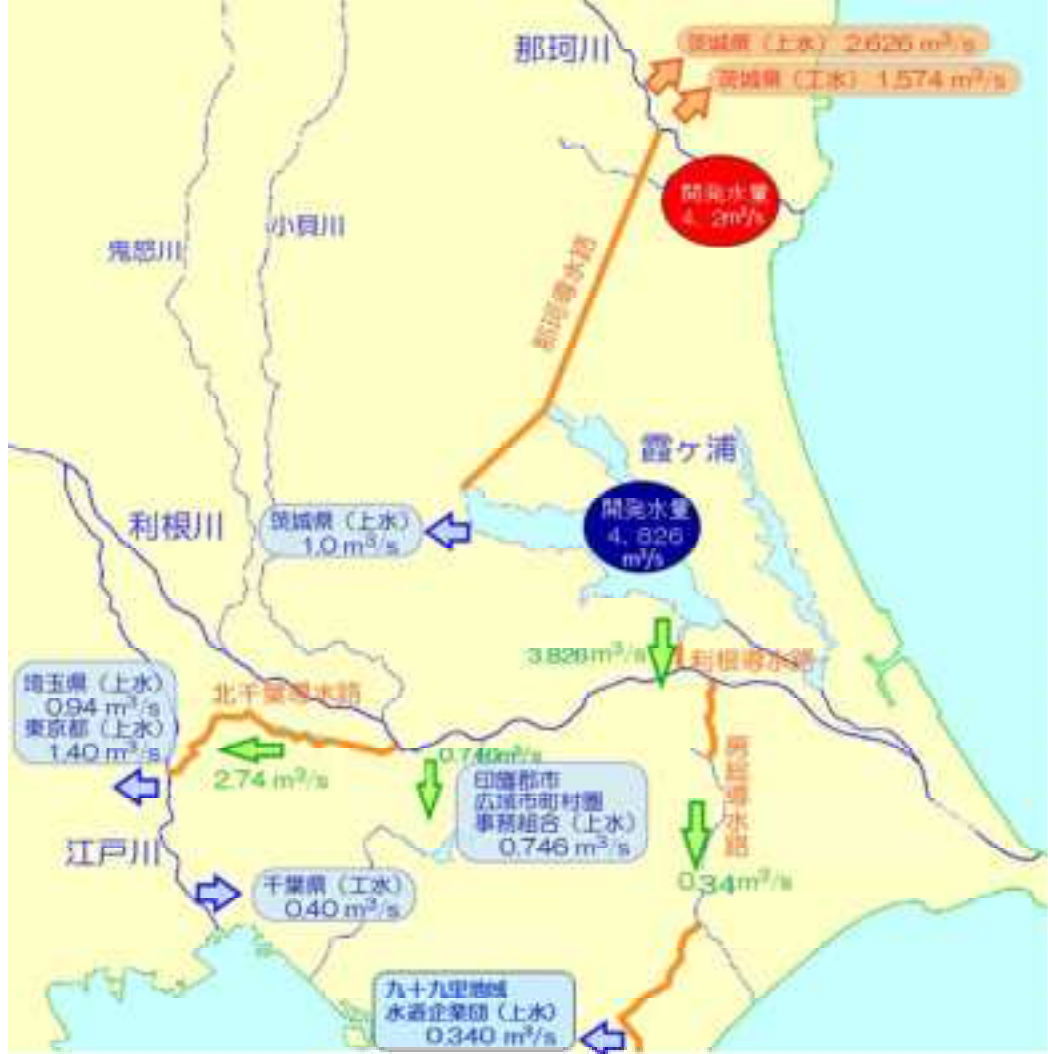 那珂川
茨城県（上水） 2.626 m³/s
茨城県（工水） 1.574 m³/s
開発水量
4. 2m³/s
小貝川
鬼怒川
那珂導水路
霞ヶ浦
利根川
茨城県（上水）
1.0 m³/s
開発水量
4. 826
m³/s
3.826m³/s
利根導水路
埼玉県（上水）
0.94 m³/s
東京都（上水）
1.40 m³/s
北千葉導水路
2.74 m³/s
0.746m³/s
印旛郡市
広域市町村圏
事務組合（上水）
0.746 m³/s
房総導水路
江戸川
千葉県（工水）
0.40 m³/s
0.34m³/s
九十九里地域
水道企業団（上水）
0.340 m³/s